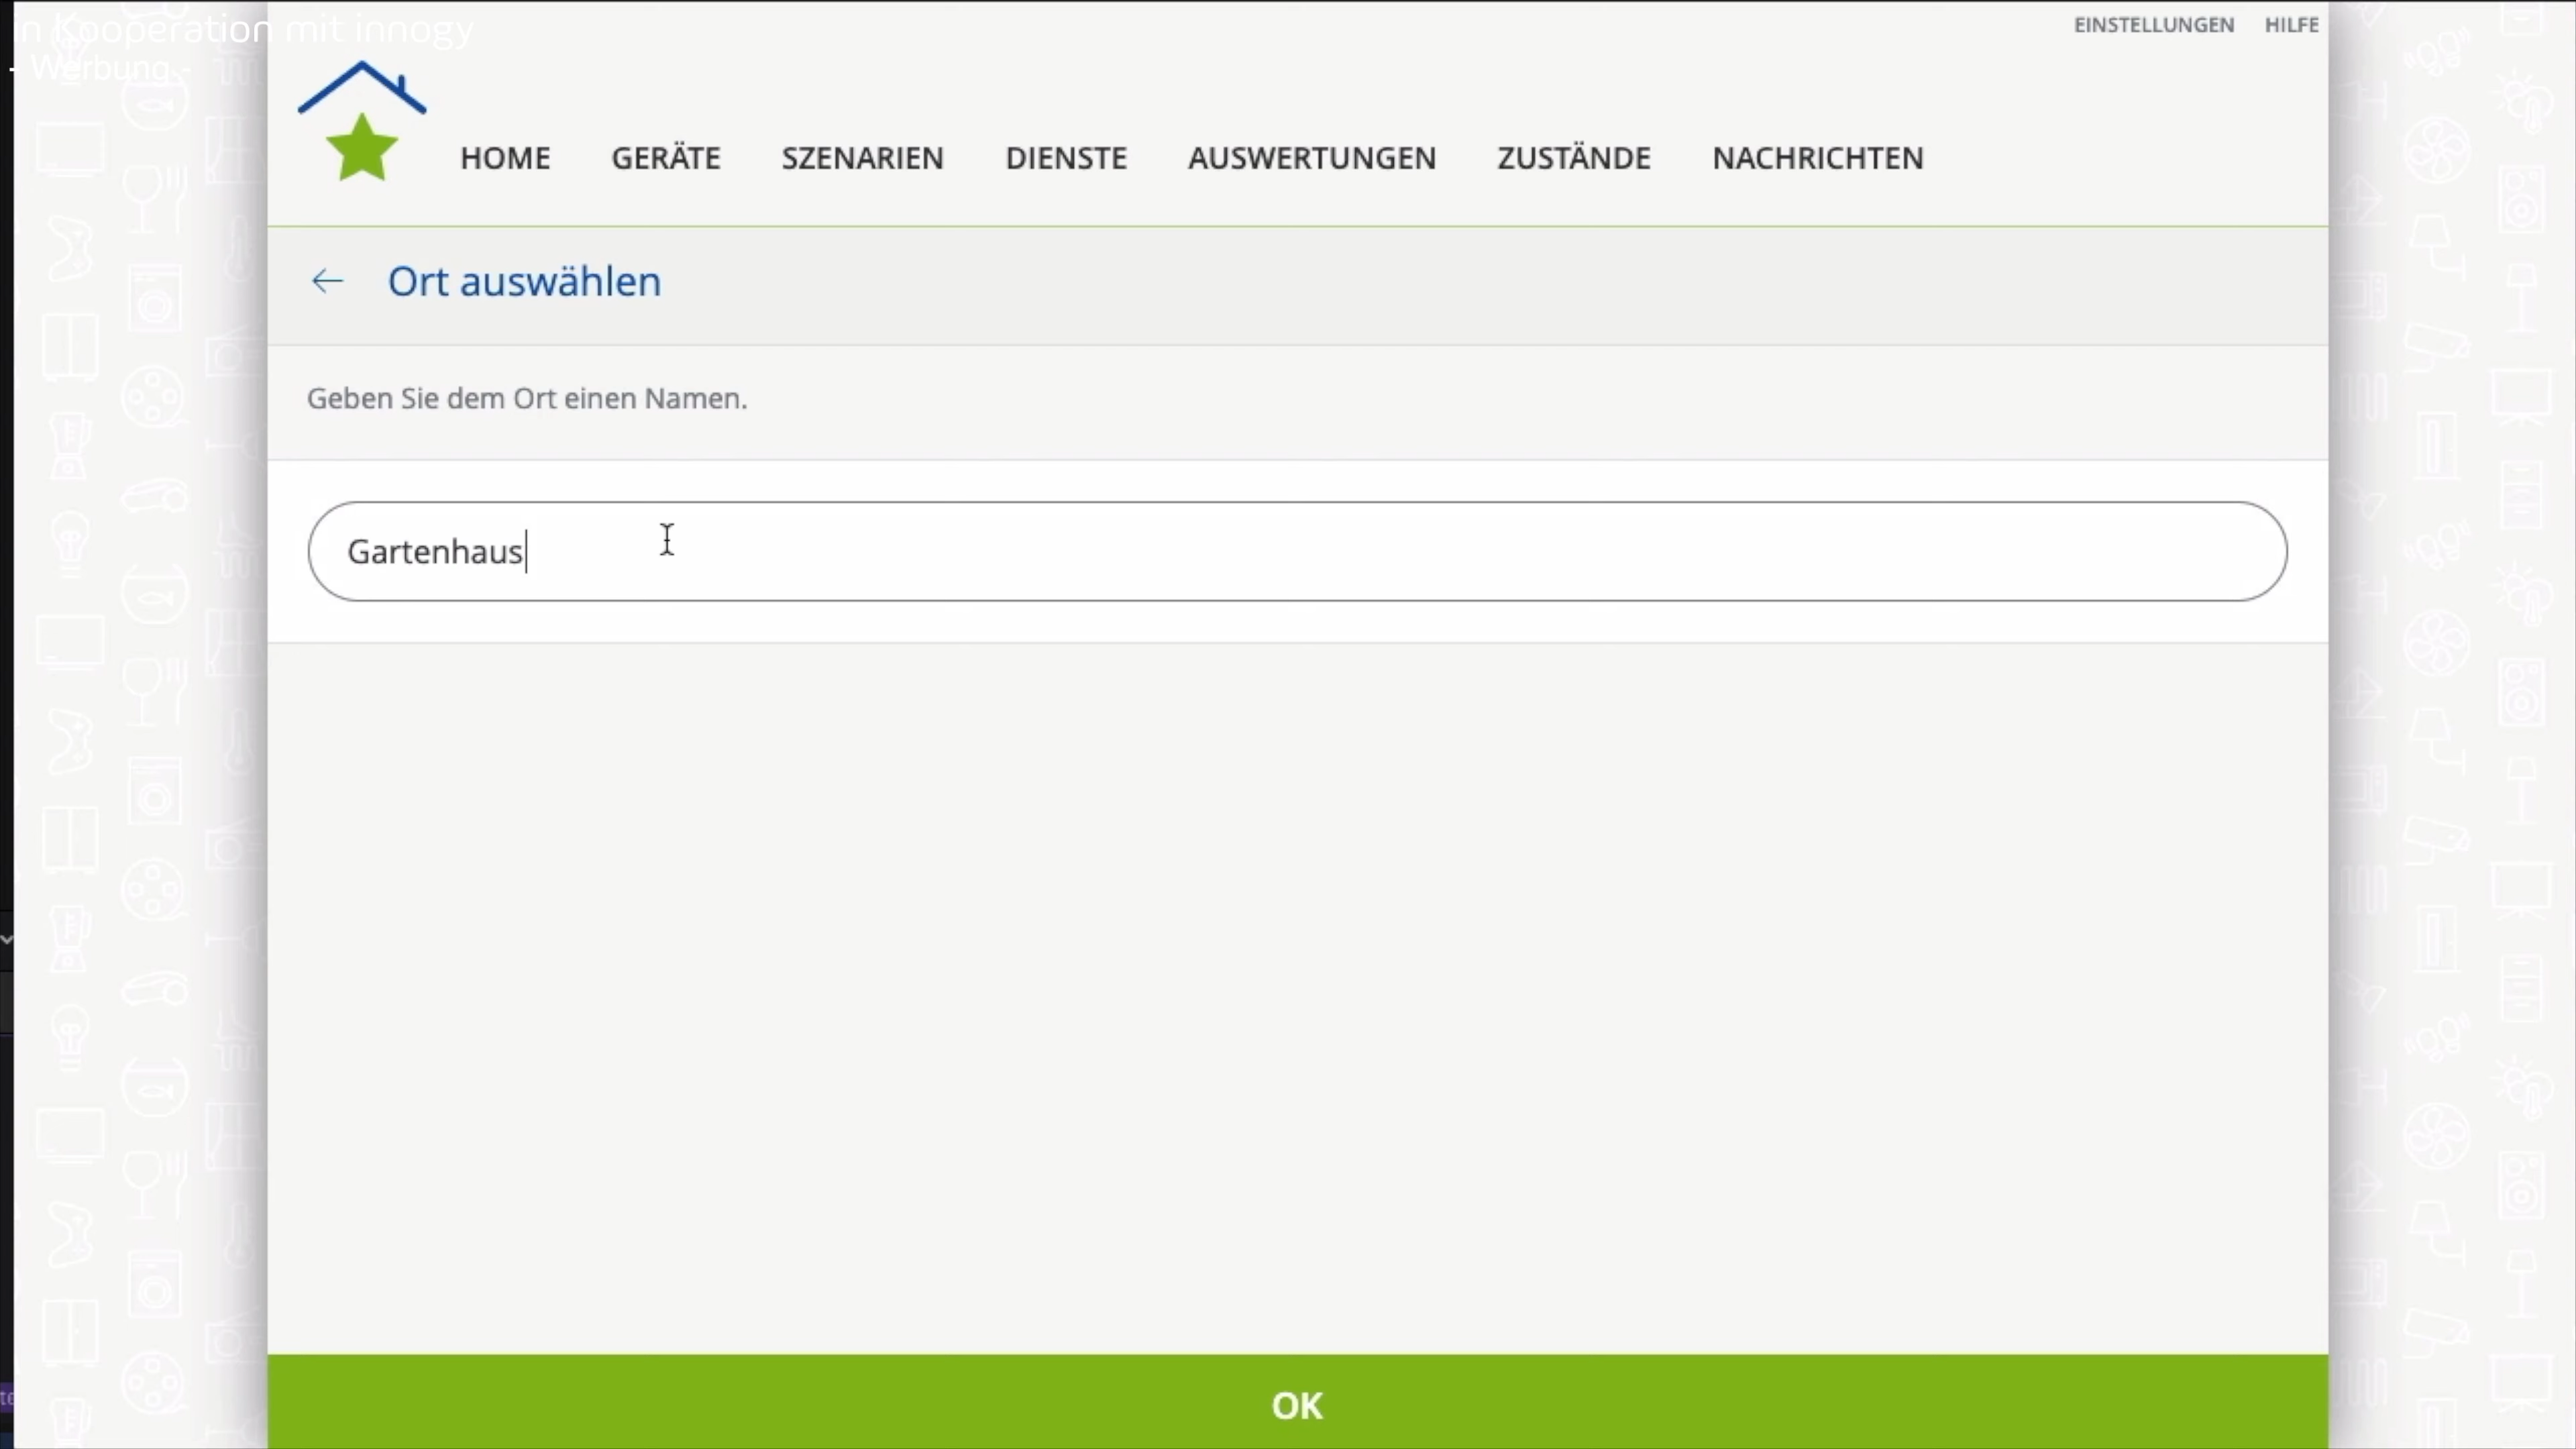 in Kooperation mit innogy
- Werbung -
EINSTELLUNGEN HILFE
HOME GERÄTE SZENARIEN DIENSTE AUSWERTUNGEN ZUSTÄNDE NACHRICHTEN
Ort auswählen
Geben Sie dem Ort einen Namen.
Gartenhaus
OK